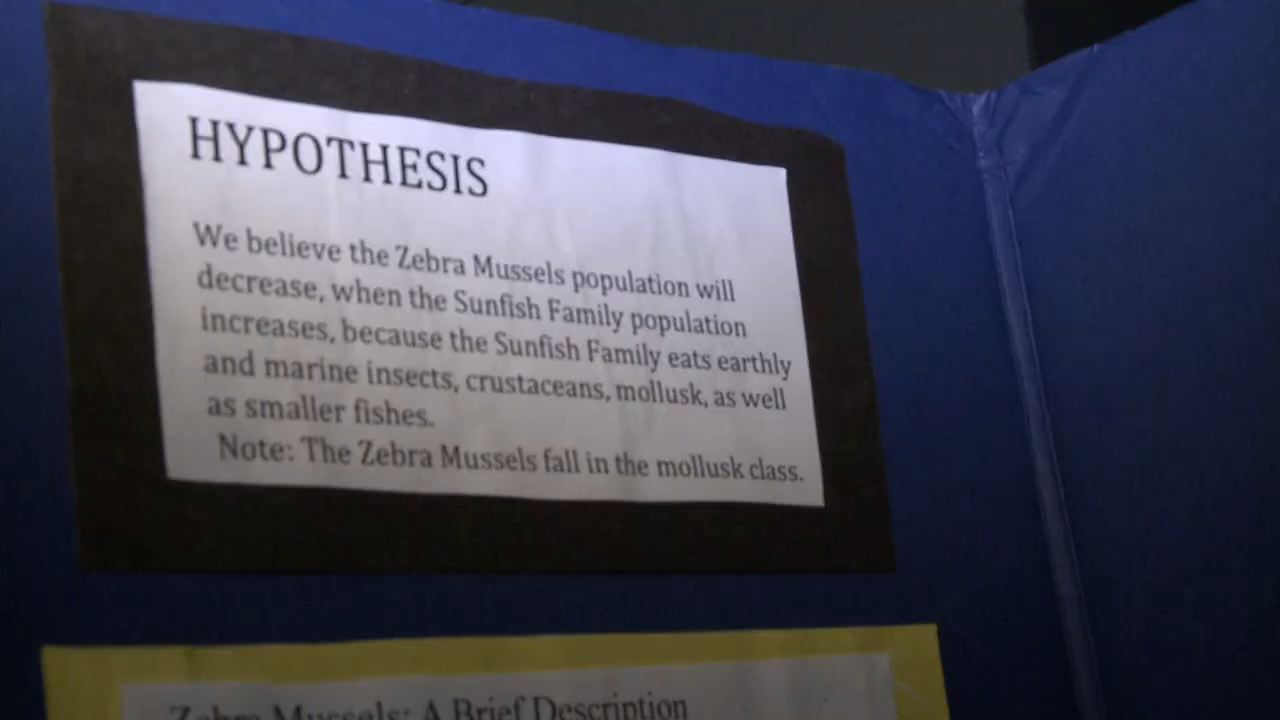 HYPOTHESIS
We believe the Zebra Mussels population will
decrease, when the Sunfish Family population
increases, because the Sunfish Family eats earthly
and marine insects, crustaceans, mollusk, as well
as smaller fishes.
Note: The Zebra Mussels fall in the mollusk class.
Zebra Mussels: A Brief Description